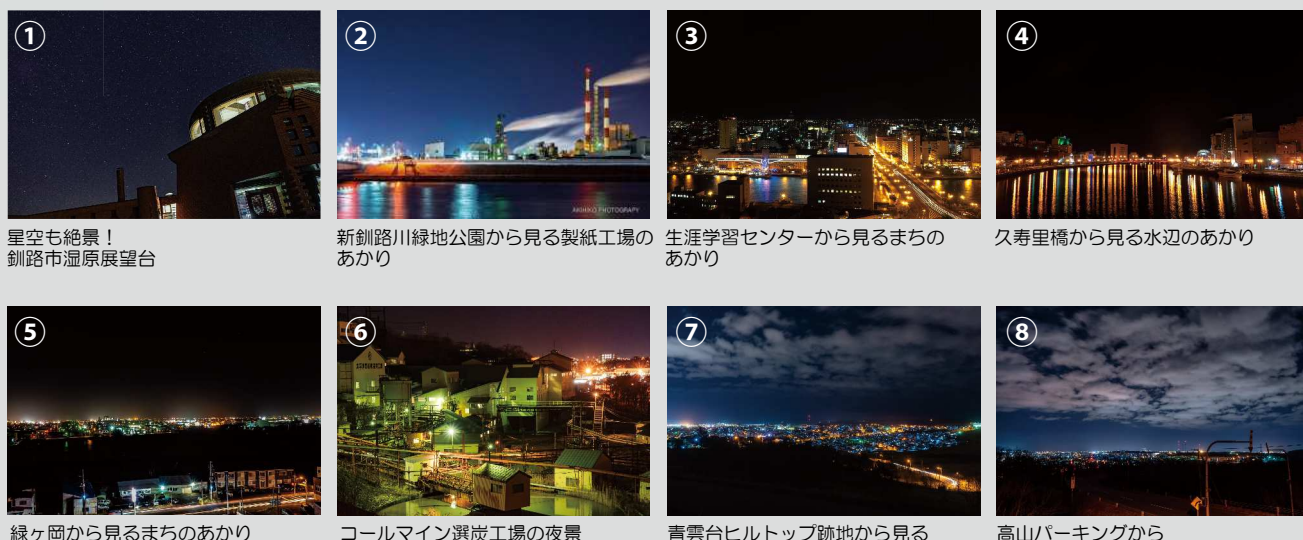 ①
②
AKIHIKO PHOTOGRAPY
③
④
星空も絶景！
釧路市湿原展望台
新釧路川緑地公園から見る製紙工場の
あかり
生涯学習センターから見るまちの
あかり
久寿里橋から見る水辺のあかり
⑤
⑥
⑦
⑧
緑ヶ岡から見るまちのあかり
コールマイン選炭工場の夜景
青雲台ヒルトップ跡地から見る
高山パーキングから